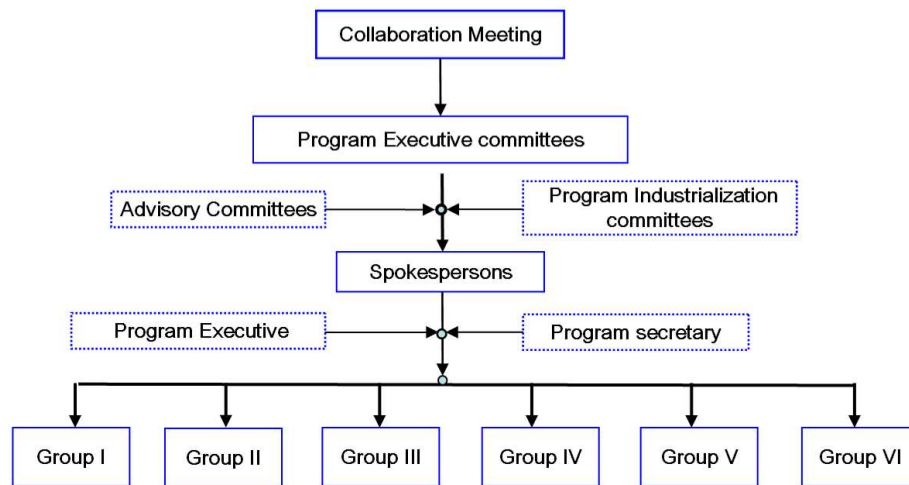 Collaboration Meeting
Program Executive committees
Advisory Committees
Program Industrialization
committees
Spokespersons
Program Executive
Program secretary
Group I
Group II
Group III
Group IV
Group V
Group VI